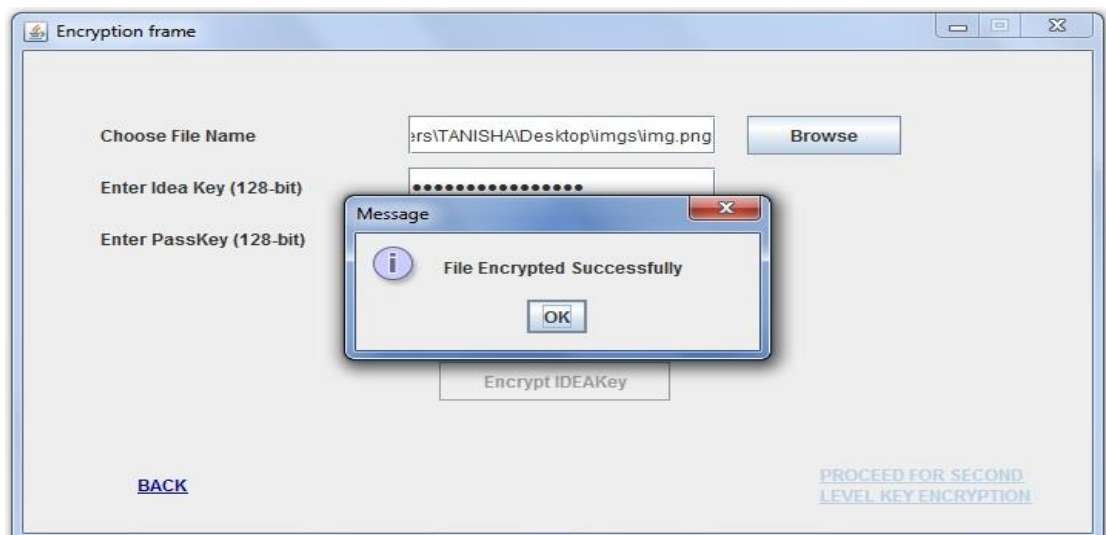 Encryption frame
Choose File Name
ers\TANISHA\Desktop\imgs\img.png
Browse
Enter Idea Key (128-bit)
••••••••••••••••
Message
Enter PassKey (128-bit)
File Encrypted Successfully
OK
Encrypt IDEAKey
BACK
PROCEED FOR SECOND
LEVEL KEY ENCRYPTION